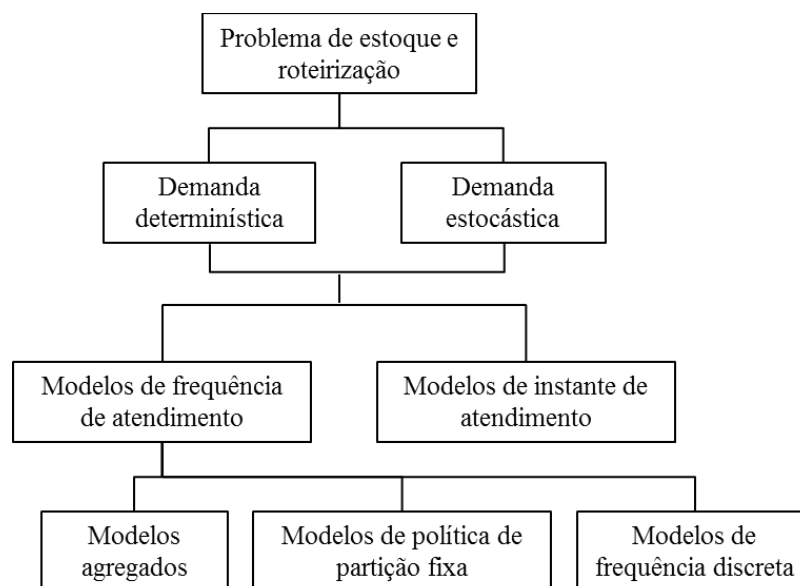 Problema de estoque e
roteirização
Demanda
determinística
Demanda
estocástica
Modelos de frequência
de atendimento
Modelos de instante de
atendimento
Modelos
agregados
Modelos de política de
partição fixa
Modelos de
frequência discreta